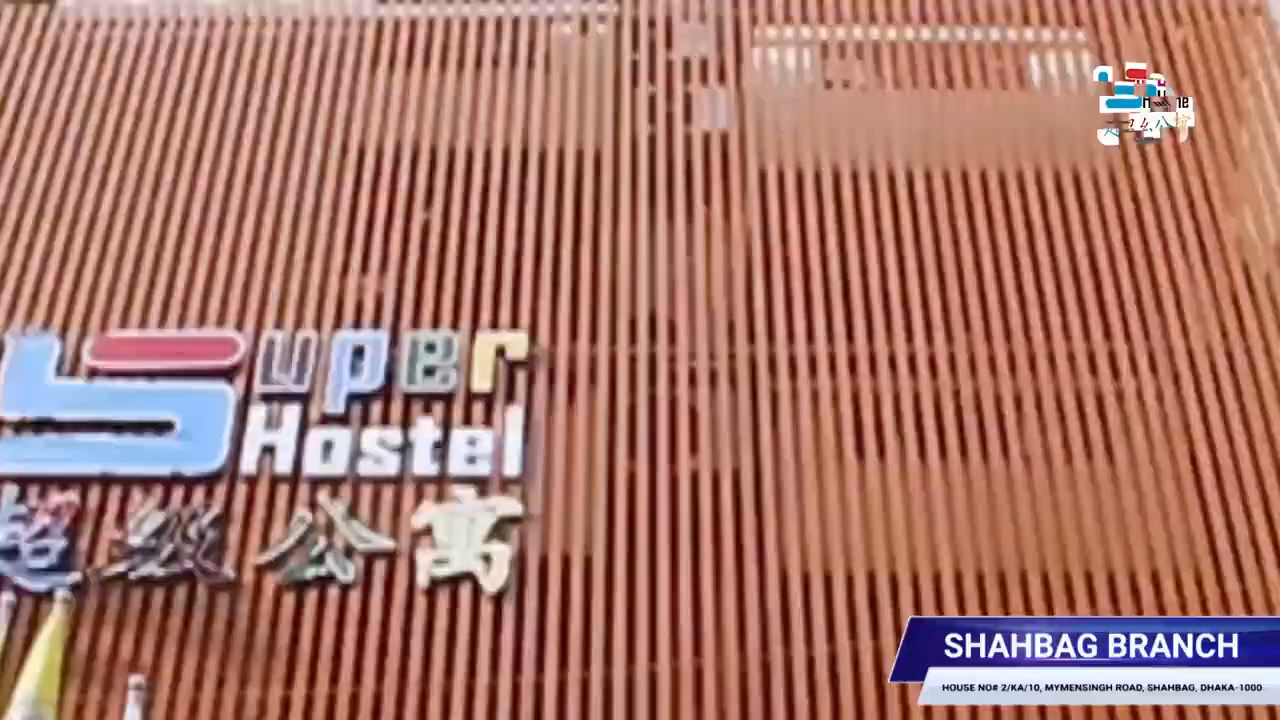 Super
Hostel
超级公寓
SHAHBAG BRANCH
HOUSE NO# 2/KA/10, MYMENSINGH ROAD, SHAHBAG, DHAKA-1000